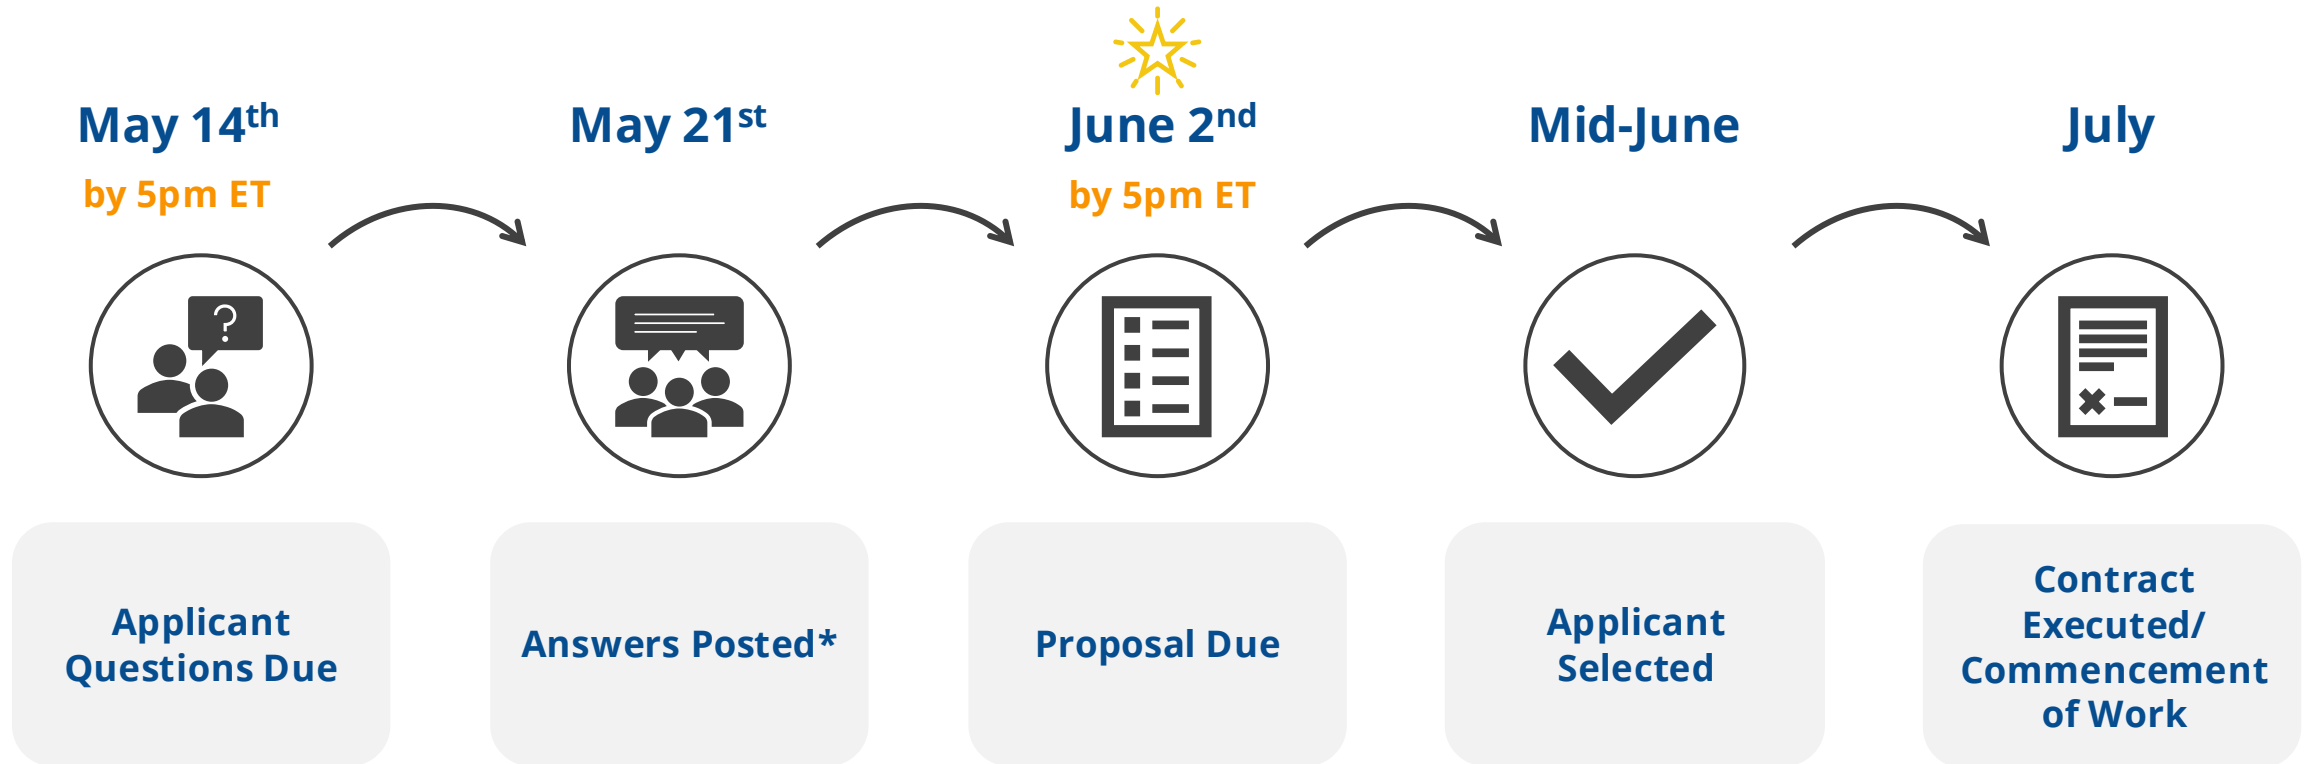 May 14th
by 5pm ET
May 21st
June 2nd
by 5pm ET
Mid-June
July
?
Applicant
Questions Due
Answers Posted*
Proposal Due
Applicant
Selected
Contract
Executed/
Commencement
of Work